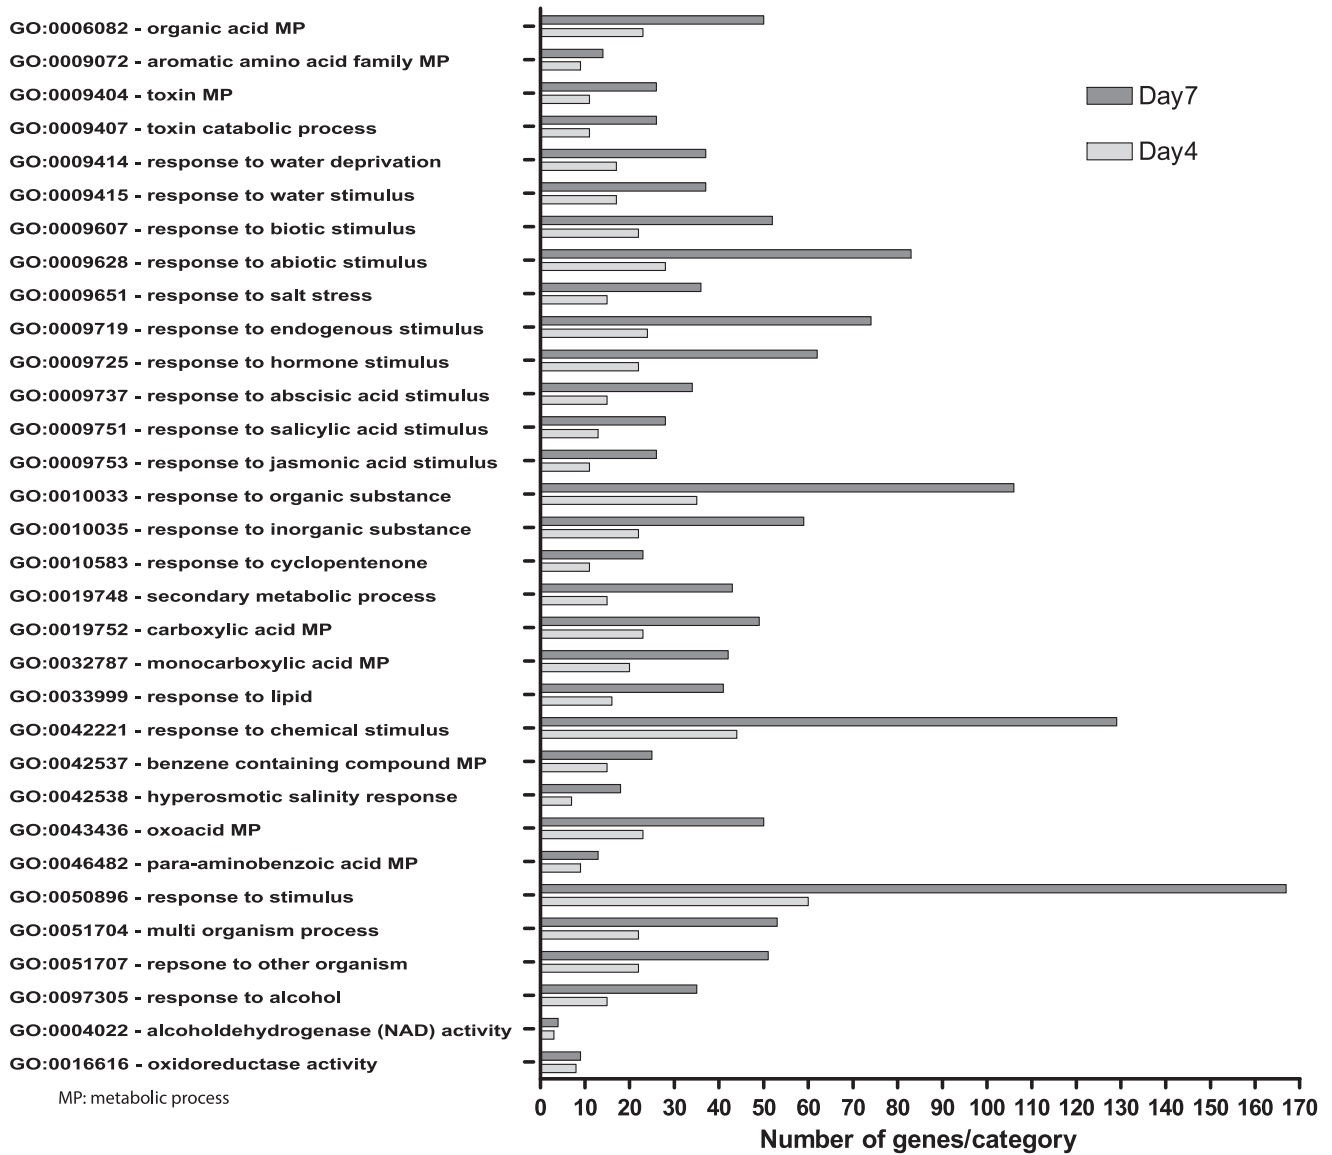 GO:0006082 - organic acid MP
GO:0009072 - aromatic amino acid family MP
GO:0009404 - toxin MP
GO:0009407 - toxin catabolic process
GO:0009414 - response to water deprivation
GO:0009415 - response to water stimulus
GO:0009607 - response to biotic stimulus
GO:0009628 - response to abiotic stimulus
GO:0009651 - response to salt stress
GO:0009719 - response to endogenous stimulus
GO:0009725 - response to hormone stimulus
GO:0009737 - response to abscisic acid stimulus
GO:0009751 - response to salicylic acid stimulus
GO:0009753 - response to jasmonic acid stimulus
GO:0010033 - response to organic substance
GO:0010035 - response to inorganic substance
GO:0010583 - response to cyclopentenone
GO:0019748 - secondary metabolic process
GO:0019752 - carboxylic acid MP
GO:0032787 - monocarboxylic acid MP
GO:0033999 - response to lipid
GO:0042221 - response to chemical stimulus
GO:0042537 - benzene containing compound MP
GO:0042538 - hyperosmotic salinity response
GO:0043436 - oxoacid MP
GO:0046482 - para-aminobenzoic acid MP
GO:0050896 - response to stimulus
GO:0051704 - multi organism process
GO:0051707 - repsone to other organism
GO:0097305 - response to alcohol
GO:0004022 - alcoholdehydrogenase (NAD) activity
GO:0016616 - oxidoreductase activity
MP: metabolic process
Day7
Day4
0 10 20 30 40 50 60 70 80 90 100 110 120 130 140 150 160 170
Number of genes/category